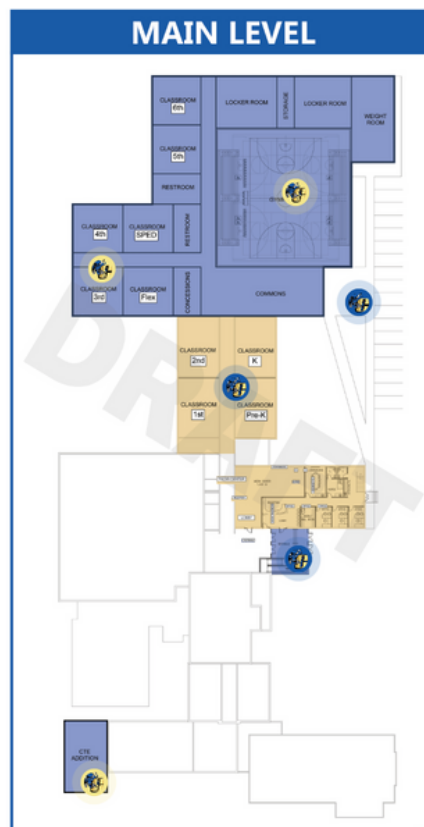 MAIN LEVEL
CLASSROOM
6th
LOCKER ROOM
STORAGE
LOCKER ROOM
WEIGHT
ROOM
CLASSROOM
5th
RESTROOM
CLASSROOM
4th
CLASSROOM
SPED
RESTROOM
CLASSROOM
3rd
CLASSROOM
Flex
CONCESSIONS
COMMONS
CLASSROOM
2nd
CLASSROOM
K
CLASSROOM
1st
CLASSROOM
Pre-K
DRAFT
CTE
ADDITION